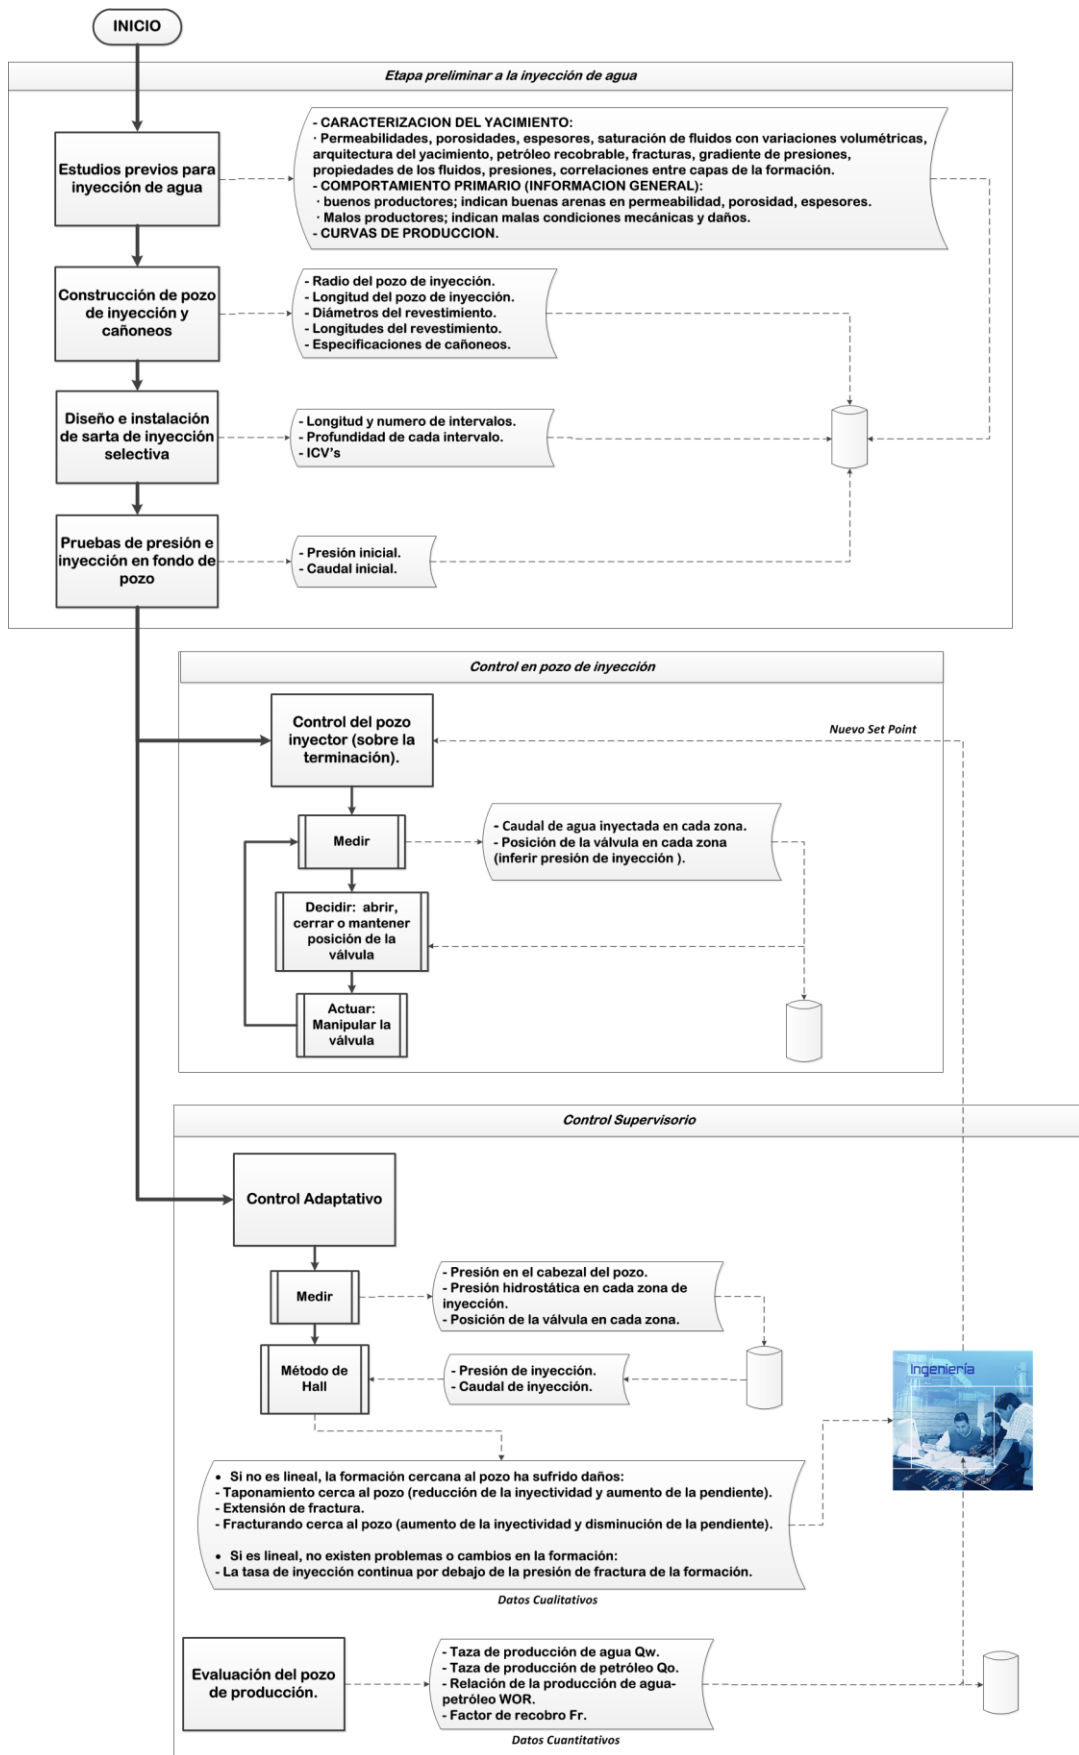 INICIO
Etapa preliminar a la inyección de agua
Estudios previos para
inyección de agua
- CARACTERIZACION DEL YACIMIENTO:
· Permeabilidades, porosidades, espesores, saturación de fluidos con variaciones volumétricas,
arquitectura del yacimiento, petróleo recobrable, fracturas, gradiente de presiones,
propiedades de los fluidos, presiones, correlaciones entre capas de la formación.
- COMPORTAMIENTO PRIMARIO (INFORMACION GENERAL):
· buenos productores; indican buenas arenas en permeabilidad, porosidad, espesores.
· Malos productores; indican malas condiciones mecánicas y daños.
- CURVAS DE PRODUCCION.
Construcción de pozo
de inyección y
cañoneos
- Radio del pozo de inyección.
- Longitud del pozo de inyección.
- Diámetros del revestimiento.
- Longitudes del revestimiento.
- Especificaciones de cañoneos.
Diseño e instalación
de sarta de inyección
selectiva
- Longitud y numero de intervalos.
- Profundidad de cada intervalo.
- ICV's
Pruebas de presión e
inyección en fondo de
pozo
- Presión inicial.
- Caudal inicial.
Control en pozo de inyección
Control del pozo
inyector (sobre la
terminación).
Nuevo Set Point
Medir
- Caudal de agua inyectada en cada zona.
- Posición de la válvula en cada zona
(inferir presión de inyección ).
Decidir: abrir,
cerrar o mantener
posición de la
válvula
Actuar:
Manipular la
válvula
Control Supervisorio
Control Adaptativo
Medir
- Presión en el cabezal del pozo.
- Presión hidrostática en cada zona de
inyección.
- Posición de la válvula en cada zona.
Método de
Hall
- Presión de inyección.
- Caudal de inyección.
Ingeniería
• Si no es lineal, la formación cercana al pozo ha sufrido daños:
- Taponamiento cerca al pozo (reducción de la inyectividad y aumento de la pendiente).
- Extensión de fractura.
- Fracturando cerca al pozo (aumento de la inyectividad y disminución de la pendiente).
• Si es lineal, no existen problemas o cambios en la formación:
- La tasa de inyección continua por debajo de la presión de fractura de la formación.
Datos Cualitativos
Evaluación del pozo
de producción.
- Taza de producción de agua Qw.
- Taza de producción de petróleo Qo.
- Relación de la producción de agua-
petróleo WOR.
- Factor de recobro Fr.
Datos Cuantitativos